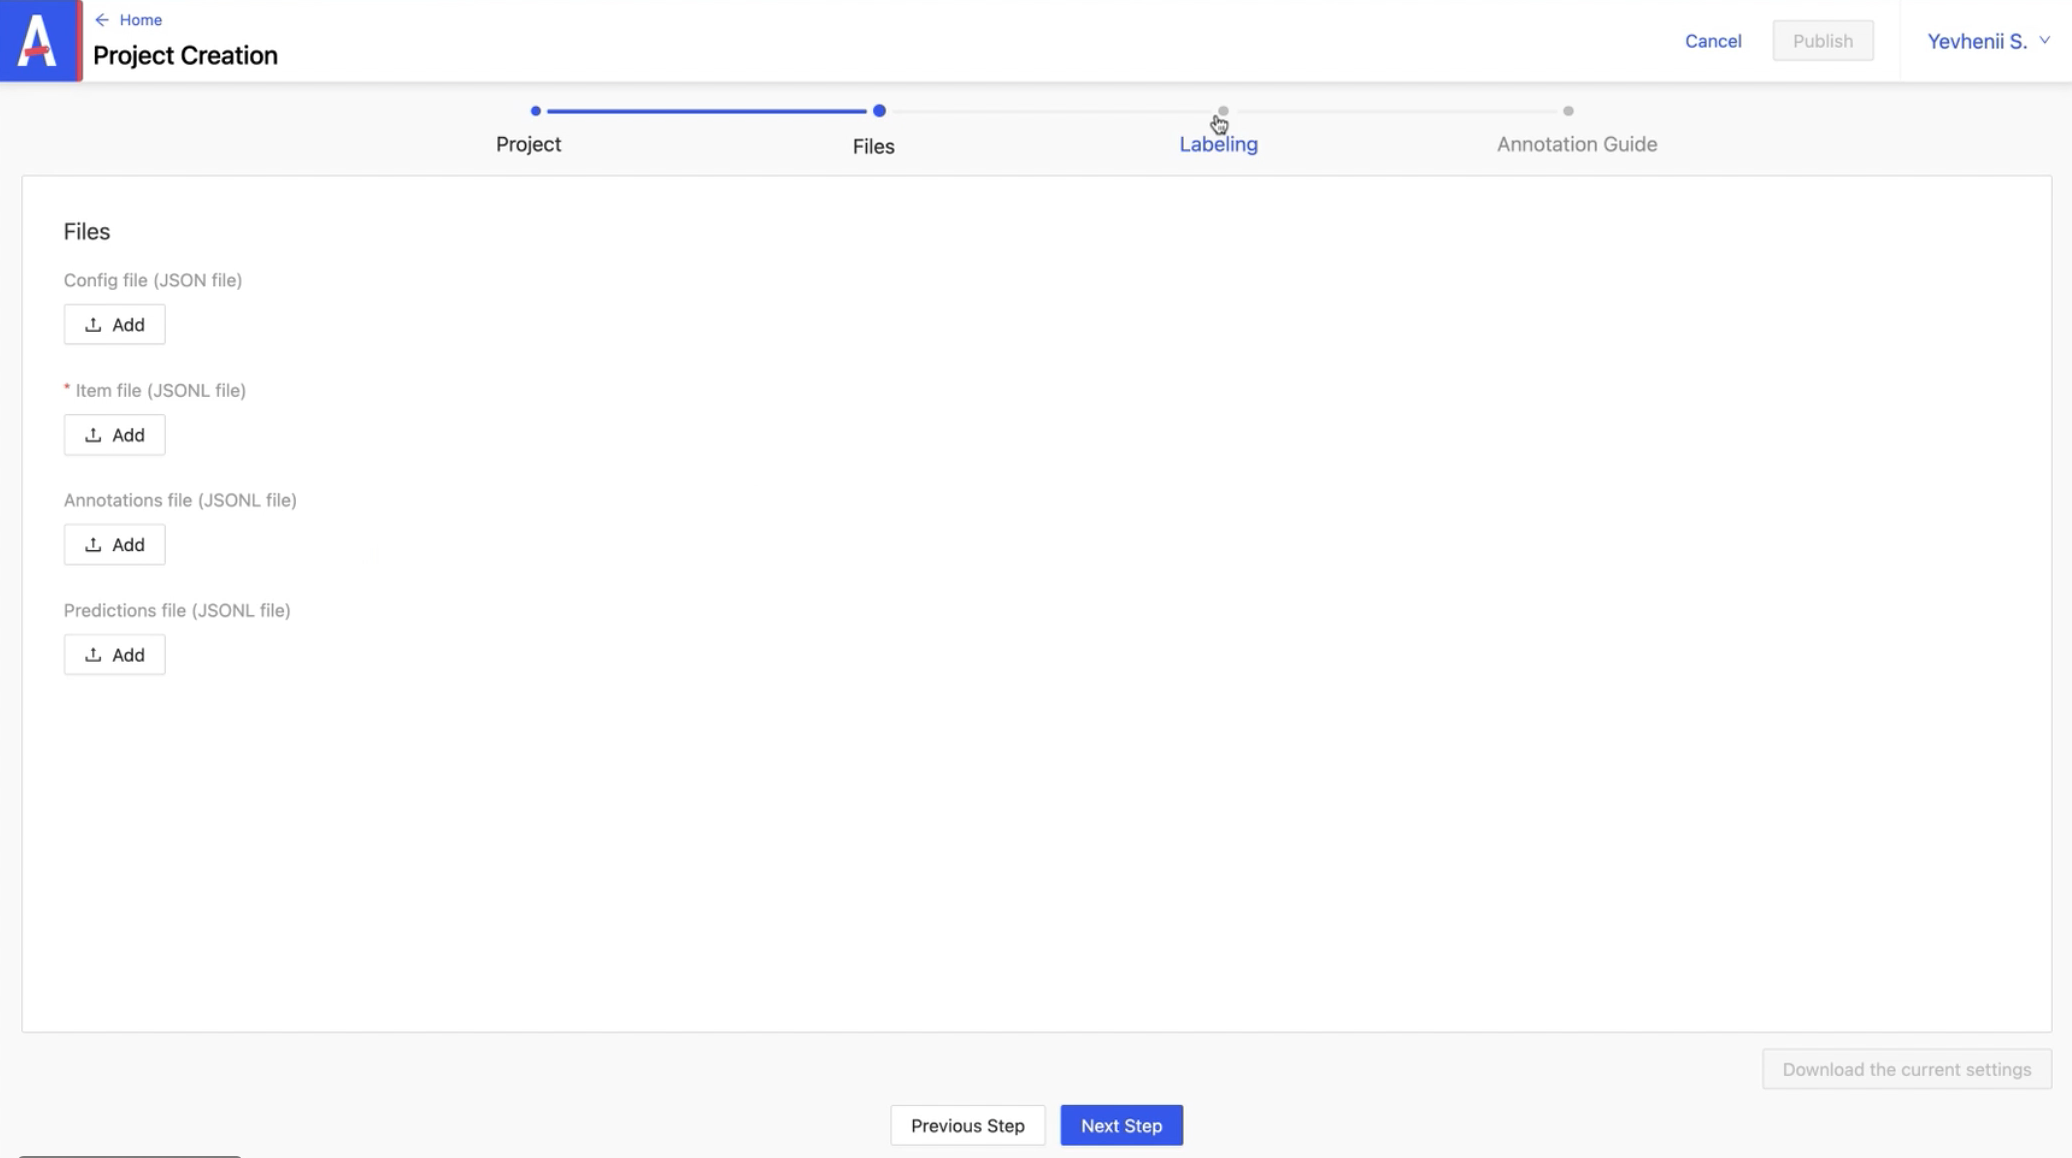 Home
Project Creation
Cancel
Publish
Yevhenii S.
Project
Files
Labeling
Annotation Guide
Files
Config file (JSON file)
Add
* Item file (JSONL file)
Add
Annotations file (JSONL file)
Add
Predictions file (JSONL file)
Add
Download the current settings
Previous Step
Next Step